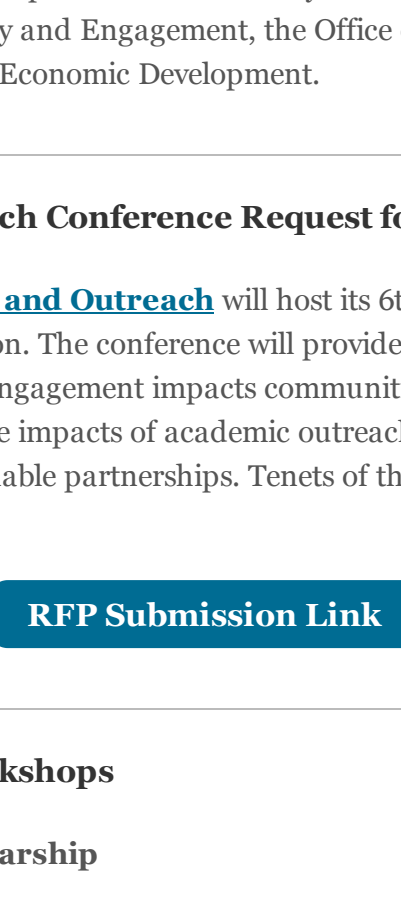 y and Engagement, the Office
Economic Development.
ch Conference Request fo
and Outreach will host its 6t
on. The conference will provide
ngagement impacts communit
e impacts of academic outreach
able partnerships. Tenets of th
RFP Submission Link
kshops
arship